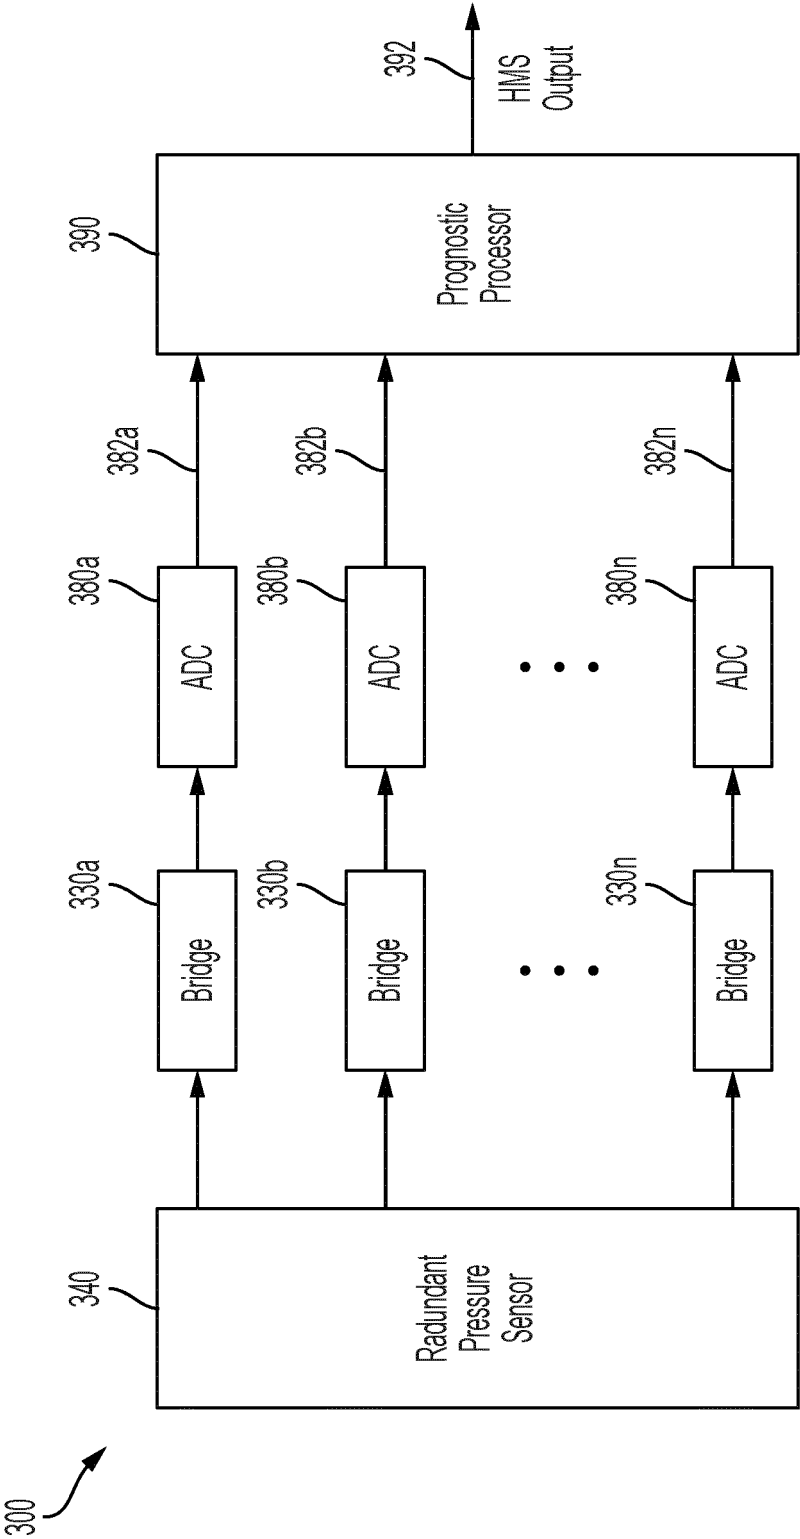 300
340
Radundant
Pressure
Sensor
330a
Bridge
330b
Bridge
330n
Bridge
380a
ADC
380b
ADC
380n
ADC
382a
382b
382n
390
Prognostic
Processor
392
HMS
Output